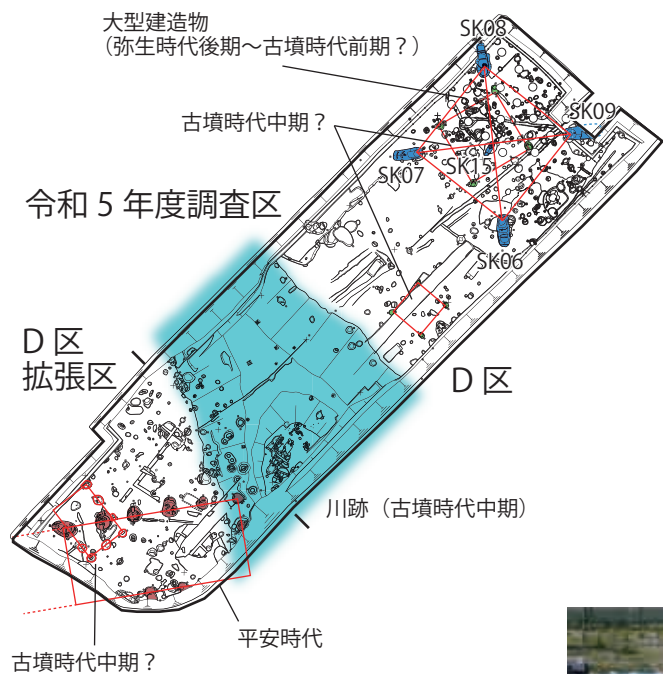 大型建造物
（弥生時代後期～古墳時代前期？）
SK08
古墳時代中期？
SK09
SK07
SK15
令和 5 年度調査区
SK06
D 区
拡張区
D 区
川跡（古墳時代中期）
平安時代
古墳時代中期？